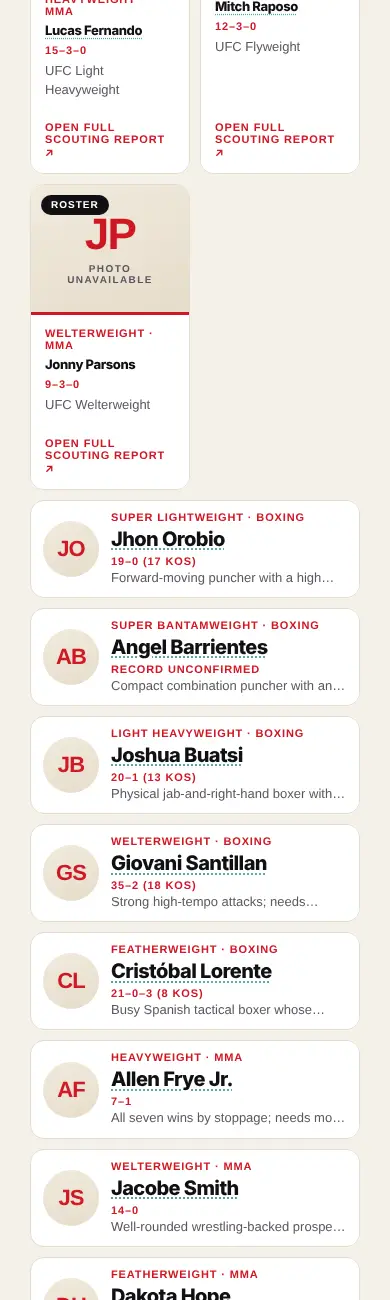 HEAVYWEIGHT ·
MMA
Lucas Fernando
15–3–0
UFC Light
Heavyweight
OPEN FULL
SCOUTING REPORT
↗
Mitch Raposo
12–3–0
UFC Flyweight
OPEN FULL
SCOUTING REPORT
↗
ROSTER
JP
PHOTO
UNAVAILABLE
WELTERWEIGHT ·
MMA
Jonny Parsons
9–3–0
UFC Welterweight
OPEN FULL
SCOUTING REPORT
↗
JO
SUPER LIGHTWEIGHT · BOXING
Jhon Orobio
19–0 (17 KOS)
Forward-moving puncher with a high…
AB
SUPER BANTAMWEIGHT · BOXING
Angel Barrientes
RECORD UNCONFIRMED
Compact combination puncher with an…
JB
LIGHT HEAVYWEIGHT · BOXING
Joshua Buatsi
20–1 (13 KOS)
Physical jab-and-right-hand boxer with…
GS
WELTERWEIGHT · BOXING
Giovani Santillan
35–2 (18 KOS)
Strong high-tempo attacks; needs…
CL
FEATHERWEIGHT · BOXING
Cristóbal Lorente
21–0–3 (8 KOS)
Busy Spanish tactical boxer whose…
AF
HEAVYWEIGHT · MMA
Allen Frye Jr.
7–1
All seven wins by stoppage; needs mo…
JS
WELTERWEIGHT · MMA
Jacobe Smith
14–0
Well-rounded wrestling-backed prospe…
DH
FEATHERWEIGHT · MMA
Dakota Hope